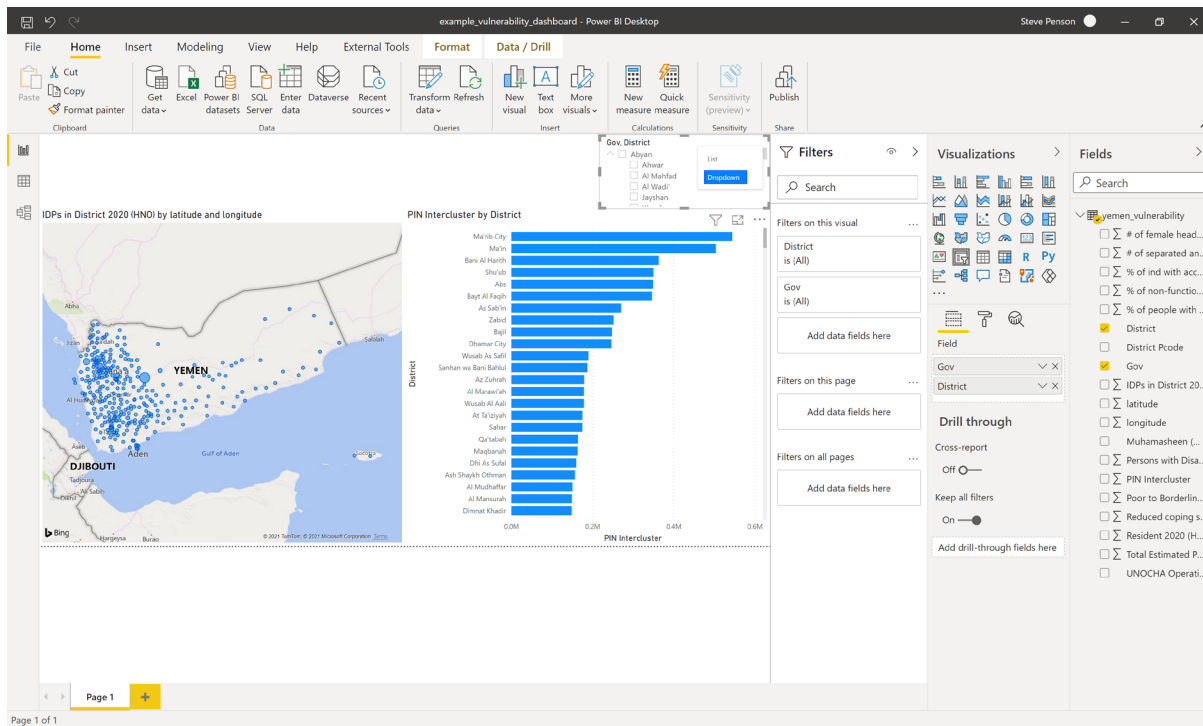 example_vulnerability_dashboard - Power BI Desktop
Steve Penson
File Home Insert Modeling View Help External Tools Format Data / Drill
Paste
Cut
Copy
Format painter
Clipboard
Get data
Excel
Power BI datasets
SQL Server
Enter data
Dataverse
Recent sources
Data
Transform data
Refresh
Queries
New visual
Text box
More visuals
Insert
New measure
Quick measure
Calculations
Sensitivity (preview)
Sensitivity
Publish
Share
Gov, District
Abyan
Ahwar
Al Mahfad
Al Wadi'
Jayshan
List
Dropdown
IDPs in District 2020 (HNO) by latitude and longitude
Abha
Salalah
YEMEN
Aden
Gulf of Aden
Socotra
Aseb
DJIBOUTI
Tadjoura
Hargeysa
Burao
Bing
© 2021 TomTom, © 2021 Microsoft Corporation Terms
PIN Intercluster by District
District
Ma'rib City
Ma'in
Bani Al Harith
Shu'ub
Abs
Bayt Al Faqih
As Sab'in
Zabid
Bajil
Dhamar City
Wusab As Safil
Sanhan wa Bani Bahlul
Az Zuhrah
Al Marawi'ah
Wusab Al Aali
At Ta'iziyah
Sahar
Qa'tabah
Maqbanah
Dhi As Sufal
Ash Shaykh Othman
Al Mudhaffar
Al Mansurah
Dimnat Khadir
0.0M 0.2M 0.4M 0.6M
PIN Intercluster
Filters
Search
Filters on this visual
District
is (All)
Gov
is (All)
Add data fields here
Filters on this page
Add data fields here
Filters on all pages
Add data fields here
Visualizations
R
Py
Field
Gov
District
Drill through
Cross-report
Off
Keep all filters
On
Add drill-through fields here
Fields
Search
yemen_vulnerability
# of female head...
# of separated an...
% of ind with acc...
% of non-functio...
% of people with ...
District
District Pcode
Gov
IDPs in District 20...
latitude
longitude
Muhamasheen (...
Persons with Disa...
PIN Intercluster
Poor to Borderlin...
Reduced coping s...
Resident 2020 (H...
Total Estimated P...
UNOCHA Operati...
Page 1
Page 1 of 1